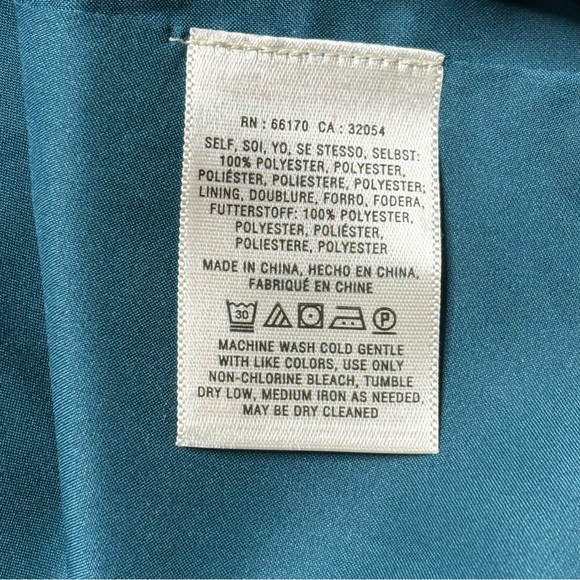 RN : 66170 CA : 32054
SELF, SOI, YO, SE STESSO, SELBST:
100% POLYESTER, POLYESTER,
POLIÉSTER, POLIESTERE, POLYESTER;
LINING, DOUBLURE, FORRO, FODERA,
FUTTERSTOFF: 100% POLYESTER,
POLYESTER, POLIÉSTER,
POLIESTERE, POLYESTER
MADE IN CHINA, HECHO EN CHINA,
FABRIQUÉ EN CHINE
30 P
MACHINE WASH COLD GENTLE
WITH LIKE COLORS, USE ONLY
NON-CHLORINE BLEACH, TUMBLE
DRY LOW, MEDIUM IRON AS NEEDED,
MAY BE DRY CLEANED